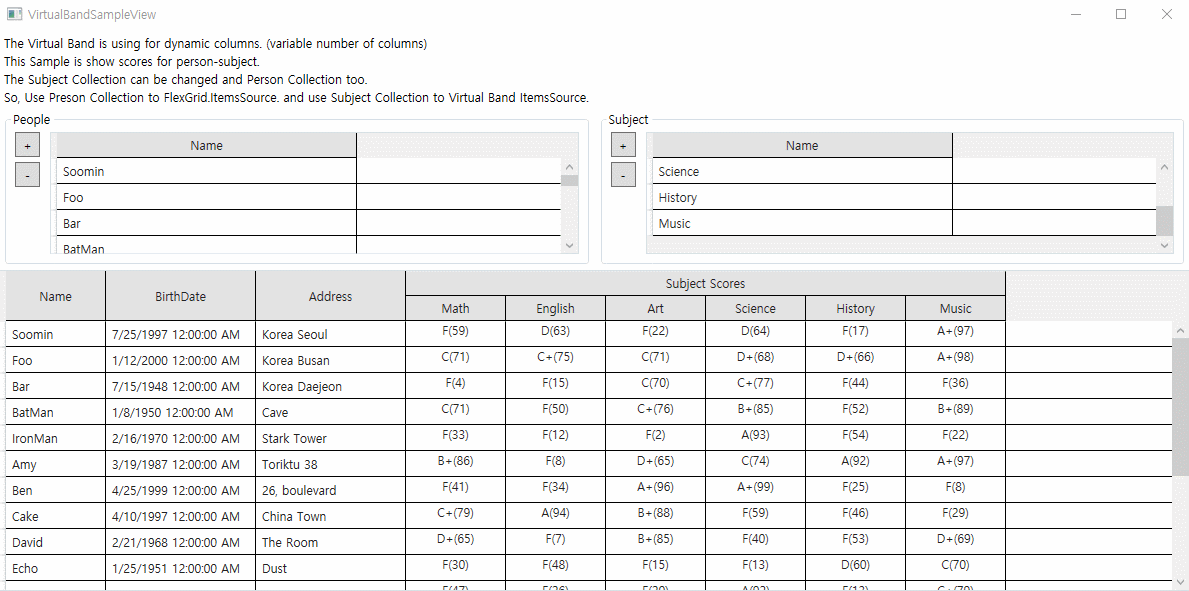 VirtualBandSampleView
The Virtual Band is using for dynamic columns. (variable number of columns)
This Sample is show scores for person-subject.
The Subject Collection can be changed and Person Collection too.
So, Use Preson Collection to FlexGrid.ItemsSource. and use Subject Collection to Virtual Band ItemsSource.
People
+
-
Name
Soomin
Foo
Bar
BatMan
Subject
+
-
Name
Science
History
Music
Name BirthDate Address Subject Scores
Math English Art Science History Music
Soomin 7/25/1997 12:00:00 AM Korea Seoul F(59) D(63) F(22) D(64) F(17) A+(97)
Foo 1/12/2000 12:00:00 AM Korea Busan C(71) C+(75) C(71) D+(68) D+(66) A+(98)
Bar 7/15/1948 12:00:00 AM Korea Daejeon F(4) F(15) C(70) C+(77) F(44) F(36)
BatMan 1/8/1950 12:00:00 AM Cave C(71) F(50) C+(76) B+(85) F(52) B+(89)
IronMan 2/16/1970 12:00:00 AM Stark Tower F(33) F(12) F(2) A(93) F(54) F(22)
Amy 3/19/1987 12:00:00 AM Toriktu 38 B+(86) F(8) D+(65) C(74) A(92) A+(97)
Ben 4/25/1999 12:00:00 AM 26, boulevard F(41) F(34) A+(96) A+(99) F(25) F(8)
Cake 4/10/1997 12:00:00 AM China Town C+(79) A(94) B+(88) F(59) F(46) F(29)
David 2/21/1968 12:00:00 AM The Room D+(65) F(7) B+(85) F(40) F(53) D+(69)
Echo 1/25/1951 12:00:00 AM Dust F(30) F(48) F(15) F(13) D(60) C(70)